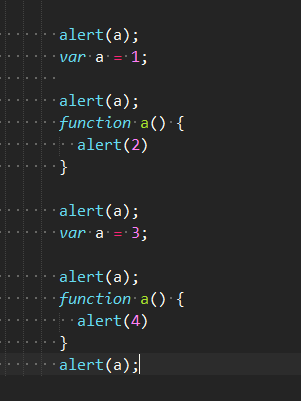 alert(a);
var a = 1;
alert(a);
function a() {
  alert(2)
}
alert(a);
var a = 3;
alert(a);
function a() {
  alert(4)
}
alert(a);